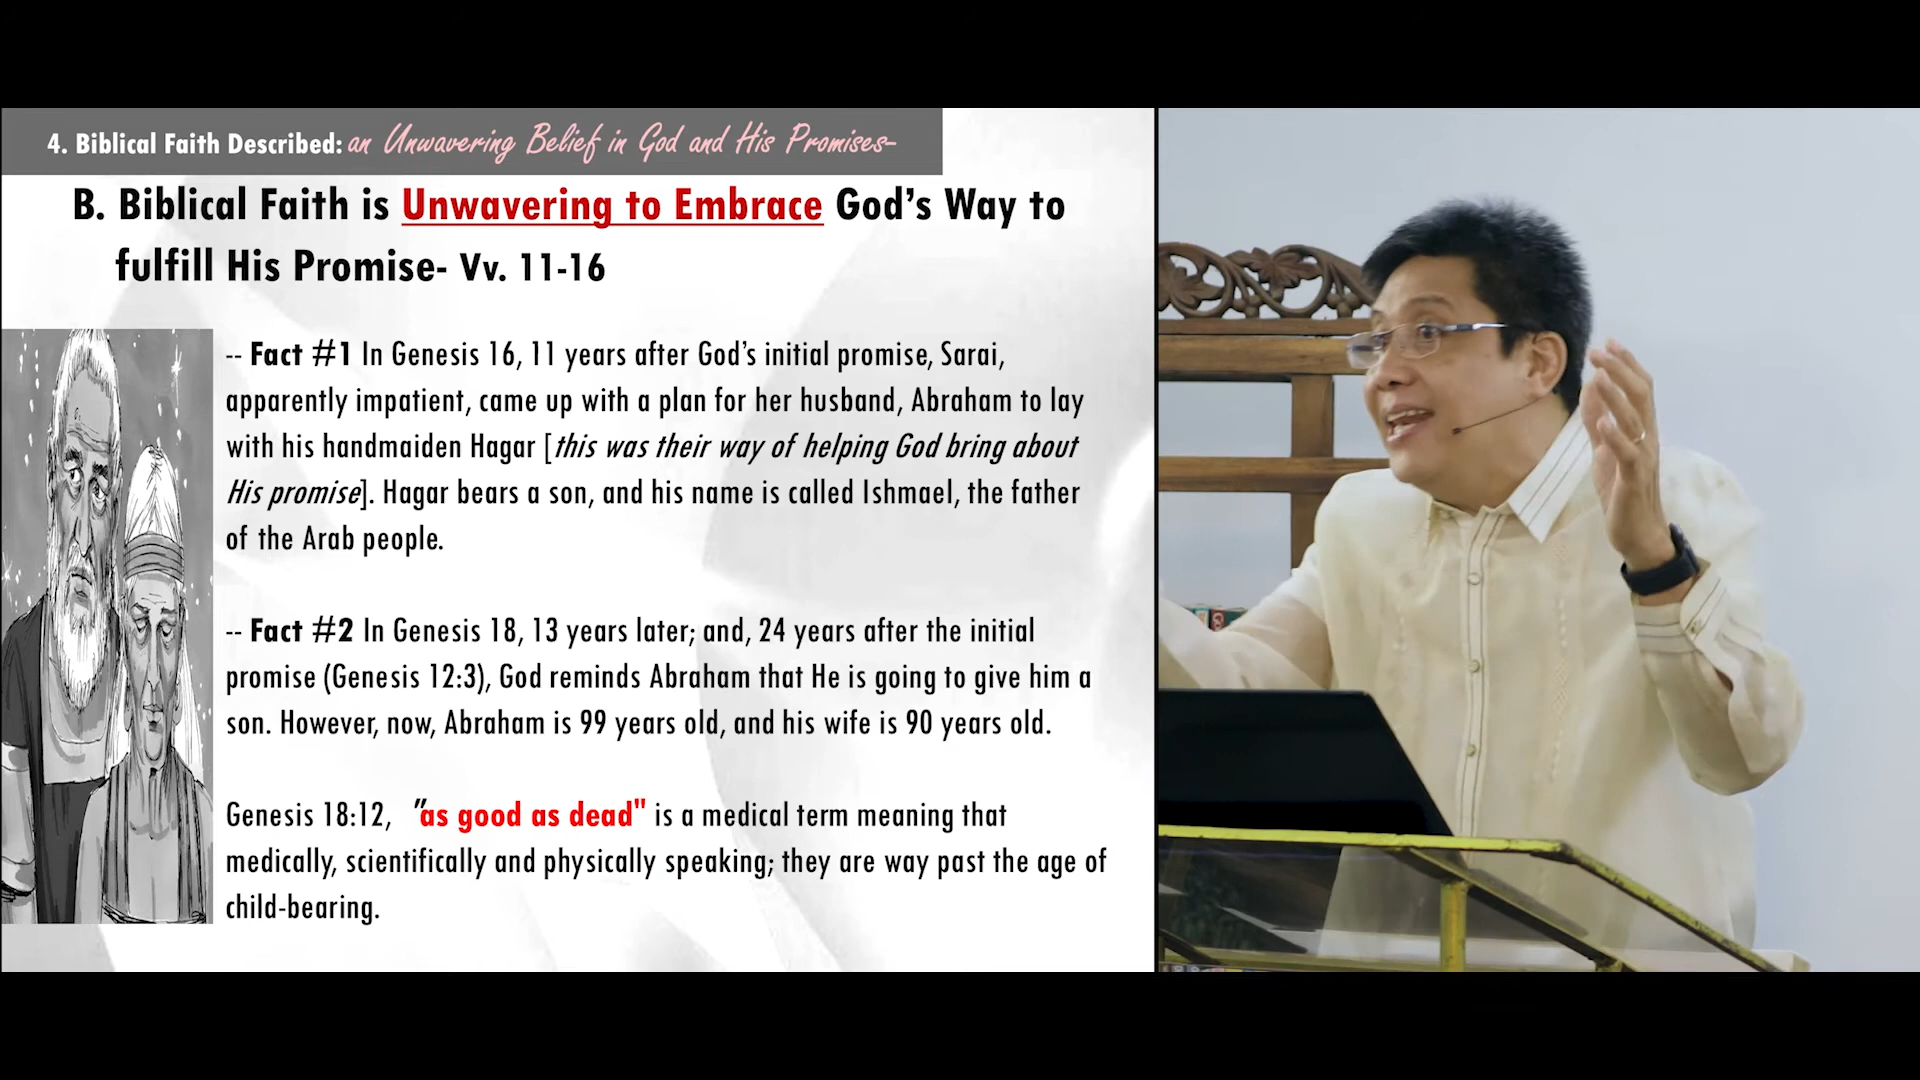 4. Biblical Faith Described: an Unwavering Belief in God and His Promises-
B. Biblical Faith is Unwavering to Embrace God's Way to
fulfill His Promise- Vv. 11-16
-- Fact #1 In Genesis 16, 11 years after God's initial promise, Sarai,
apparently impatient, came up with a plan for her husband, Abraham to lay
with his handmaiden Hagar [this was their way of helping God bring about
His promise]. Hagar bears a son, and his name is called Ishmael, the father
of the Arab people.
-- Fact #2 In Genesis 18, 13 years later; and, 24 years after the initial
promise (Genesis 12:3), God reminds Abraham that He is going to give him a
son. However, now, Abraham is 99 years old, and his wife is 90 years old.
Genesis 18:12, "as good as dead" is a medical term meaning that
medically, scientifically and physically speaking; they are way past the age of
child-bearing.